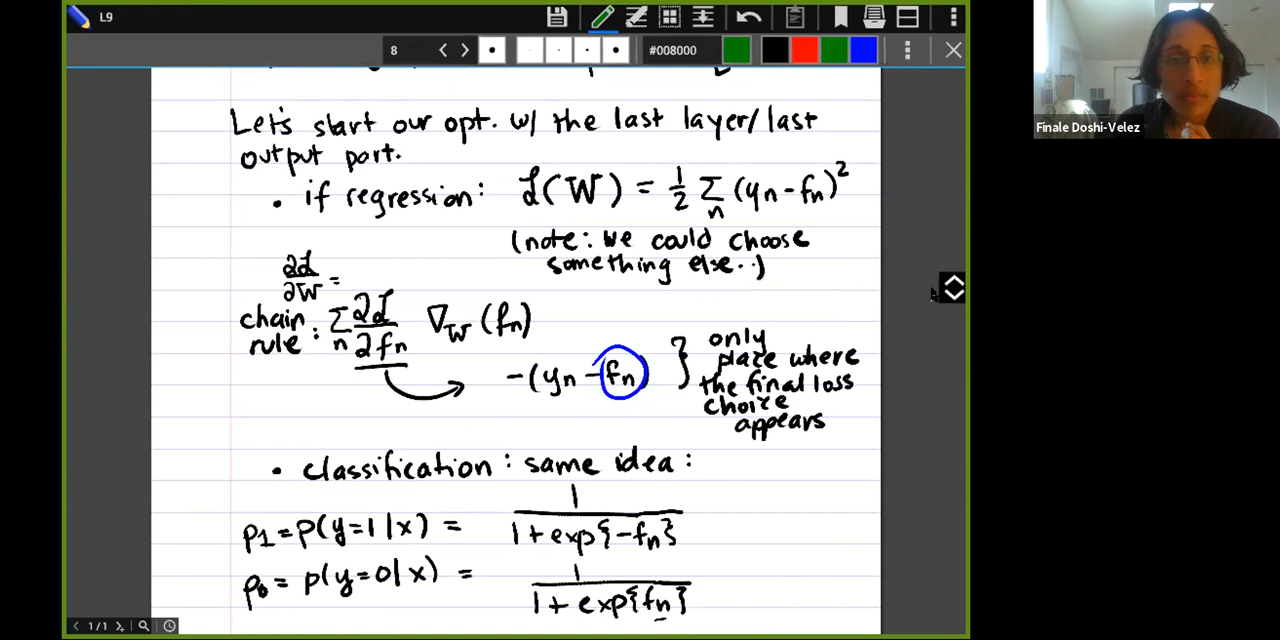 L9
8
#008000
Finale Doshi-Velez
Let's start our opt. w/ the last layer/last
output part.
• if regression: ℒ(W) = 1/2 Σ_n (yn - fn)²
(note: we could choose
something else..)
∂ℒ/∂W =
chain rule: Σ_n ∂ℒ/∂fn ∇_W (fn)
-(yn - fn) } only
place where
the final loss
choice
appears
• classification: same idea:
p1 = p(y=1|x) = 1/(1+exp{-fn})
p0 = p(y=0|x) = 1/(1+exp{fn})
1/1